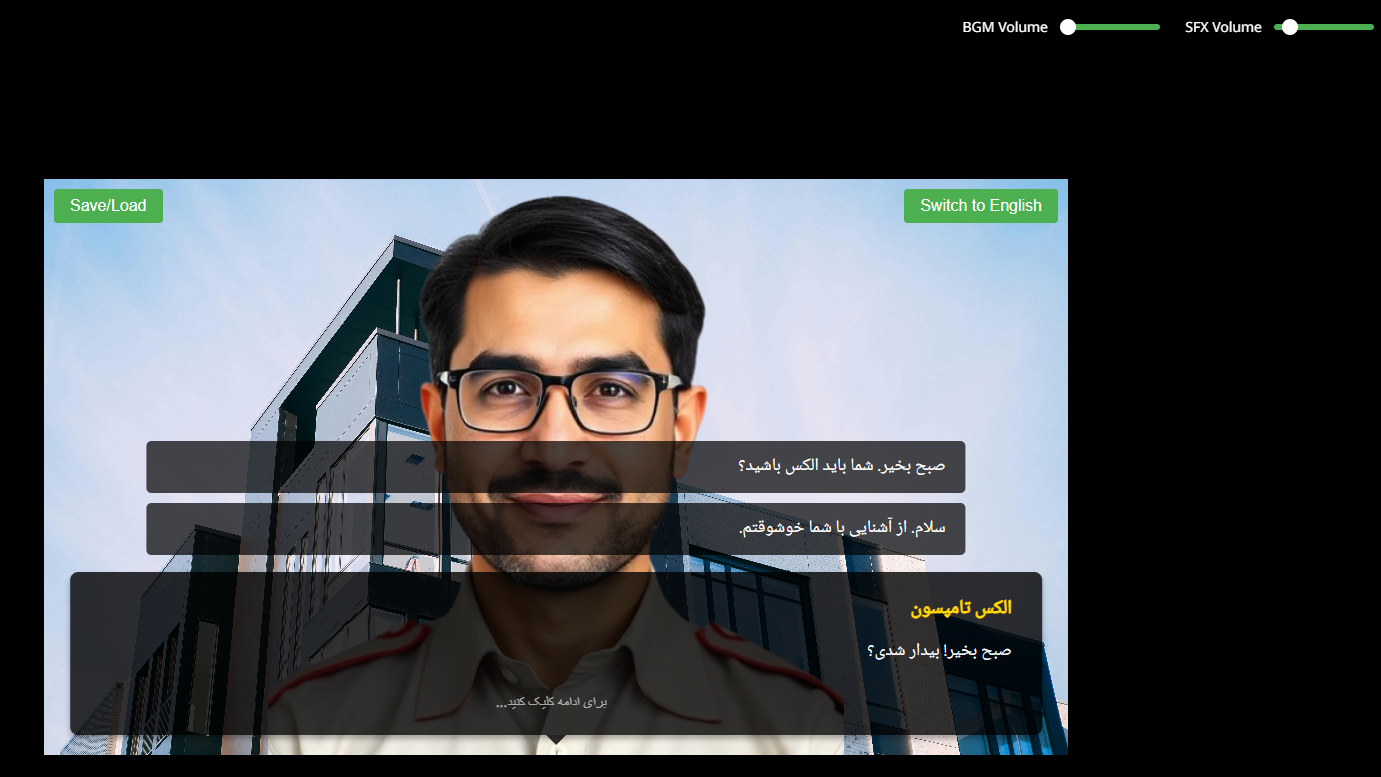 BGM Volume
SFX Volume
Save/Load
Switch to English
صبح بخیر. شما باید الکس باشید؟
سلام. از آشنایی با شما خوشوقتم.
الکس تامپسون
صبح بخیر! بیدار شدی؟
برای ادامه کلیک کنید...